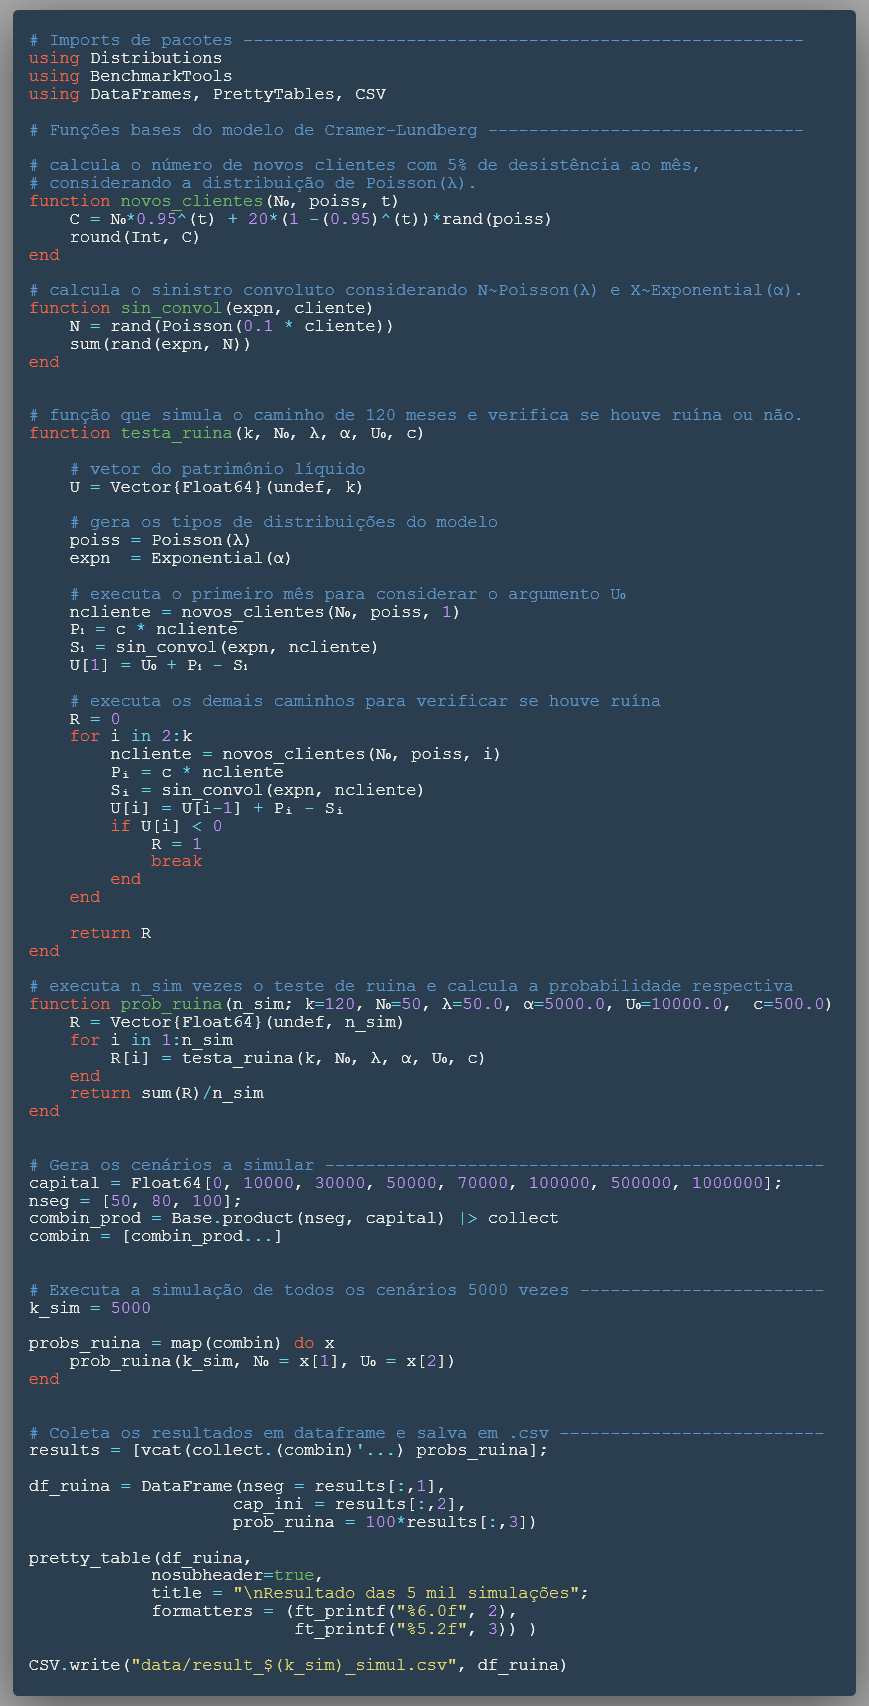 # Imports de pacotes -------------------------------------------------------
using Distributions
using BenchmarkTools
using DataFrames, PrettyTables, CSV
# Funções bases do modelo de Cramer-Lundberg -------------------------------
# calcula o número de novos clientes com 5% de desistência ao mês,
# considerando a distribuição de Poisson(λ).
function novos_clientes(N₀, poiss, t)
    C = N₀*0.95^(t) + 20*(1 -(0.95)^(t))*rand(poiss)
    round(Int, C)
end
# calcula o sinistro convoluto considerando N~Poisson(λ) e X~Exponential(α).
function sin_convol(expn, cliente)
    N = rand(Poisson(0.1 * cliente))
    sum(rand(expn, N))
end
# função que simula o caminho de 120 meses e verifica se houve ruína ou não.
function testa_ruina(k, N₀, λ, α, U₀, c)
    # vetor do patrimônio líquido
    U = Vector{Float64}(undef, k)
    # gera os tipos de distribuições do modelo
    poiss = Poisson(λ)
    expn  = Exponential(α)
    # executa o primeiro mês para considerar o argumento U₀
    ncliente = novos_clientes(N₀, poiss, 1)
    P₁ = c * ncliente
    S₁ = sin_convol(expn, ncliente)
    U[1] = U₀ + P₁ - S₁
    # executa os demais caminhos para verificar se houve ruína
    R = 0
    for i in 2:k
        ncliente = novos_clientes(N₀, poiss, i)
        Pᵢ = c * ncliente
        Sᵢ = sin_convol(expn, ncliente)
        U[i] = U[i-1] + Pᵢ - Sᵢ
        if U[i] < 0
            R = 1
            break
        end
    end
    return R
end
# executa n_sim vezes o teste de ruina e calcula a probabilidade respectiva
function prob_ruina(n_sim; k=120, N₀=50, λ=50.0, α=5000.0, U₀=10000.0,  c=500.0)
    R = Vector{Float64}(undef, n_sim)
    for i in 1:n_sim
        R[i] = testa_ruina(k, N₀, λ, α, U₀, c)
    end
    return sum(R)/n_sim
end
# Gera os cenários a simular -------------------------------------------------
capital = Float64[0, 10000, 30000, 50000, 70000, 100000, 500000, 1000000];
nseg = [50, 80, 100];
combin_prod = Base.product(nseg, capital) |> collect
combin = [combin_prod...]
# Executa a simulação de todos os cenários 5000 vezes ------------------------
k_sim = 5000
probs_ruina = map(combin) do x
    prob_ruina(k_sim, N₀ = x[1], U₀ = x[2])
end
# Coleta os resultados em dataframe e salva em .csv --------------------------
results = [vcat(collect.(combin)'...) probs_ruina];
df_ruina = DataFrame(nseg = results[:,1],
                    cap_ini = results[:,2],
                    prob_ruina = 100*results[:,3])
pretty_table(df_ruina,
            nosubheader=true,
            title = "\nResultado das 5 mil simulações";
            formatters = (ft_printf("%6.0f", 2),
                          ft_printf("%5.2f", 3)) )
CSV.write("data/result_$(k_sim)_simul.csv", df_ruina)